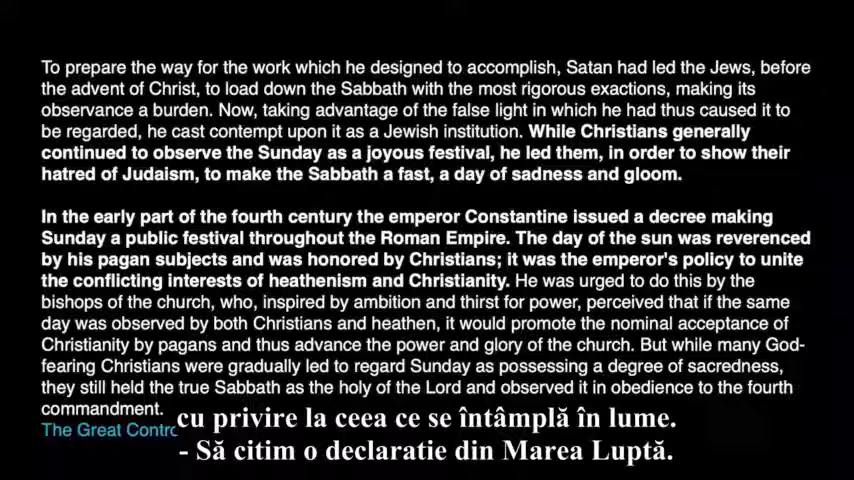 To prepare the way for the work which he designed to accomplish, Satan had led the Jews, before
the advent of Christ, to load down the Sabbath with the most rigorous exactions, making its
observance a burden. Now, taking advantage of the false light in which he had thus caused it to
be regarded, he cast contempt upon it as a Jewish institution. While Christians generally
continued to observe the Sunday as a joyous festival, he led them, in order to show their
hatred of Judaism, to make the Sabbath a fast, a day of sadness and gloom.
In the early part of the fourth century the emperor Constantine issued a decree making
Sunday a public festival throughout the Roman Empire. The day of the sun was reverenced
by his pagan subjects and was honored by Christians; it was the emperor's policy to unite
the conflicting interests of heathenism and Christianity. He was urged to do this by the
bishops of the church, who, inspired by ambition and thirst for power, perceived that if the same
day was observed by both Christians and heathen, it would promote the nominal acceptance of
Christianity by pagans and thus advance the power and glory of the church. But while many God-
fearing Christians were gradually led to regard Sunday as possessing a degree of sacredness,
they still held the true Sabbath as the holy of the Lord and observed it in obedience to the fourth
commandment.
The Great
cu privire la ceea ce se întâmplă în lume.
- Să citim o declaratie din Marea Luptă.